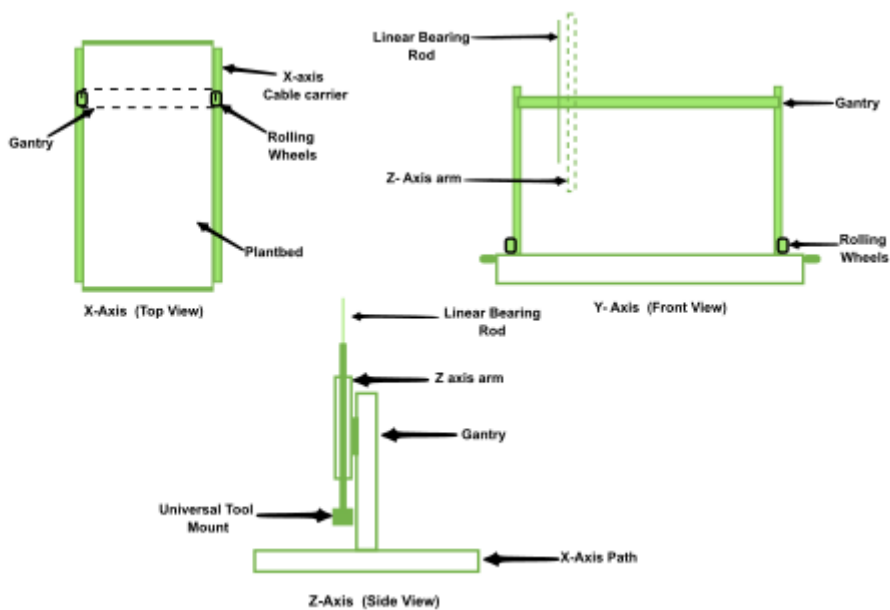 X-axis
Cable carrier
Gantry
Rolling
Wheels
Plantbed
X-Axis (Top View)
Linear Bearing
Rod
Gantry
Z- Axis arm
Rolling
Wheels
Y- Axis (Front View)
Linear Bearing
Rod
Z axis arm
Gantry
Universal Tool
Mount
X-Axis Path
Z-Axis (Side View)